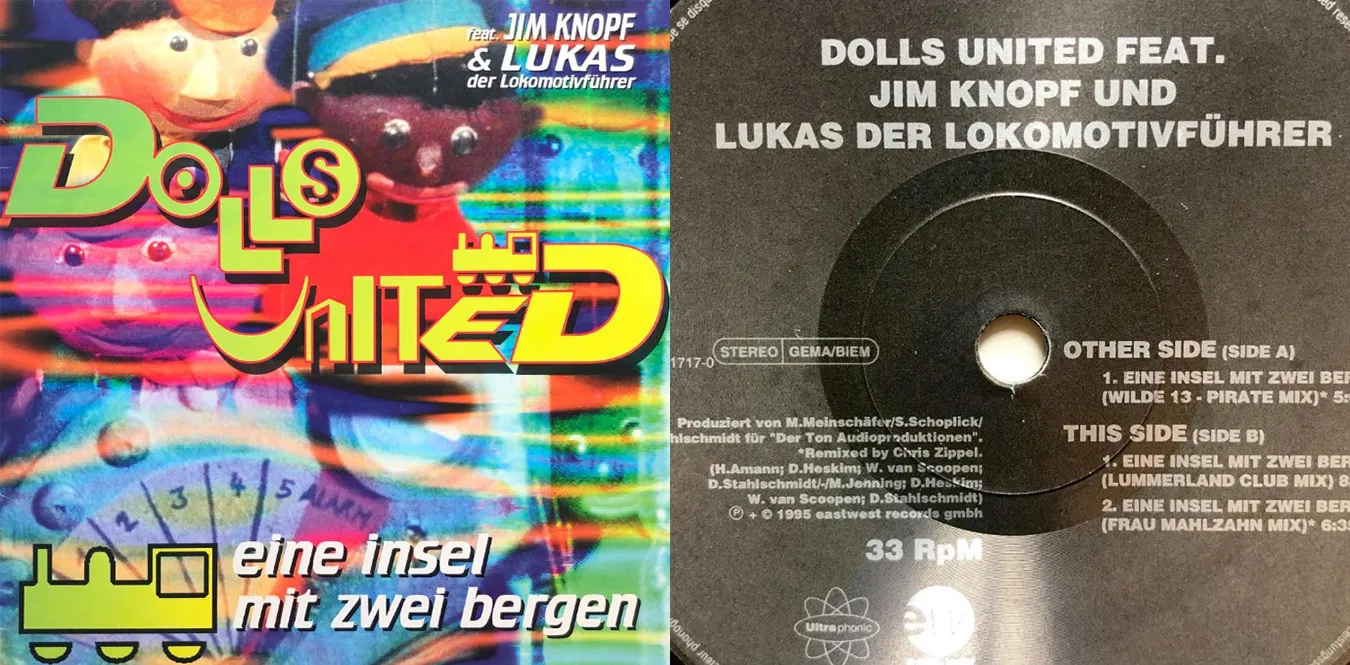 feat. JIM KNOPF
& LUKAS
der Lokomotivführer
DOLLS
UNITED
2 3 4 5 ALARM
eine insel
mit zwei bergen
DOLLS UNITED FEAT.
JIM KNOPF UND
LUKAS DER LOKOMOTIVFÜHRER
1717-0 STEREO GEMA/BIEM
OTHER SIDE (SIDE A)
1. EINE INSEL MIT ZWEI BER
(WILDE 13 - PIRATE MIX)* 5:
THIS SIDE (SIDE B)
1. EINE INSEL MIT ZWEI BER
(LUMMERLAND CLUB MIX) 8
2. EINE INSEL MIT ZWEI BER
(FRAU MAHLZAHN MIX)* 6:35
Produziert von M.Meinschäfer/S.Schoplick/
hlschmidt für "Der Ton Audioproduktionen".
*Remixed by Chris Zippel.
(H.Amann; D.Heskim; W. van Scoopen;
D.Stahlschmidt/-/M.Jenning; D.Heskim;
W. van Scoopen; D.Stahlschmidt)
℗ + © 1995 eastwest records gmbh
33 RpM
Ultraphonic